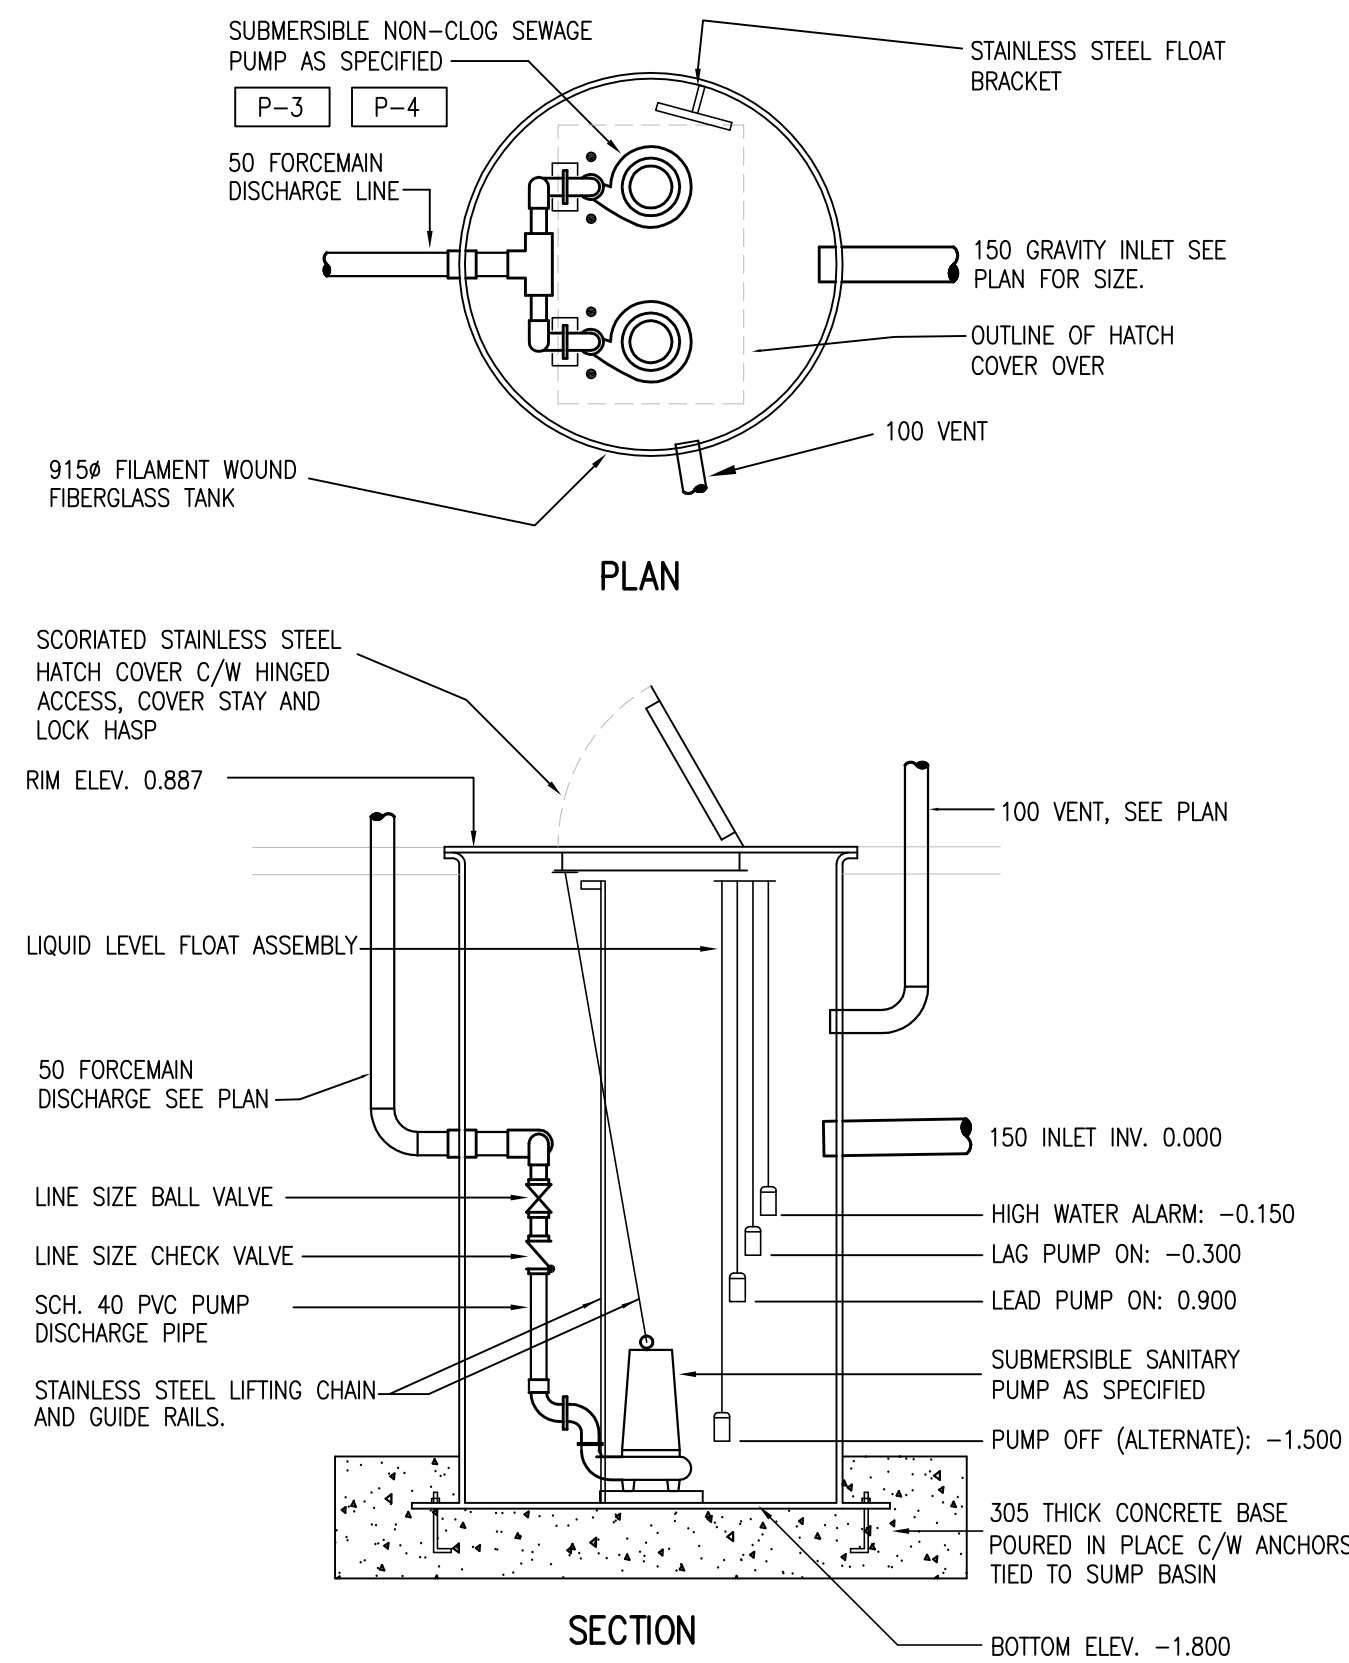 SUBMERSIBLE NON-CLOG SEWAGE
PUMP AS SPECIFIED
P-3
P-4
STAINLESS STEEL FLOAT
BRACKET
50 FORCEMAIN
DISCHARGE LINE
150 GRAVITY INLET SEE
PLAN FOR SIZE.
OUTLINE OF HATCH
COVER OVER
100 VENT
915ø FILAMENT WOUND
FIBERGLASS TANK
PLAN
SCORIATED STAINLESS STEEL
HATCH COVER C/W HINGED
ACCESS, COVER STAY AND
LOCK HASP
RIM ELEV. 0.887
100 VENT, SEE PLAN
LIQUID LEVEL FLOAT ASSEMBLY
50 FORCEMAIN
DISCHARGE SEE PLAN
150 INLET INV. 0.000
LINE SIZE BALL VALVE
HIGH WATER ALARM: -0.150
LINE SIZE CHECK VALVE
LAG PUMP ON: -0.300
SCH. 40 PVC PUMP
DISCHARGE PIPE
LEAD PUMP ON: 0.900
SUBMERSIBLE SANITARY
PUMP AS SPECIFIED
STAINLESS STEEL LIFTING CHAIN
AND GUIDE RAILS.
PUMP OFF (ALTERNATE): -1.500
305 THICK CONCRETE BASE
POURED IN PLACE C/W ANCHORS
TIED TO SUMP BASIN
SECTION
BOTTOM ELEV. -1.800